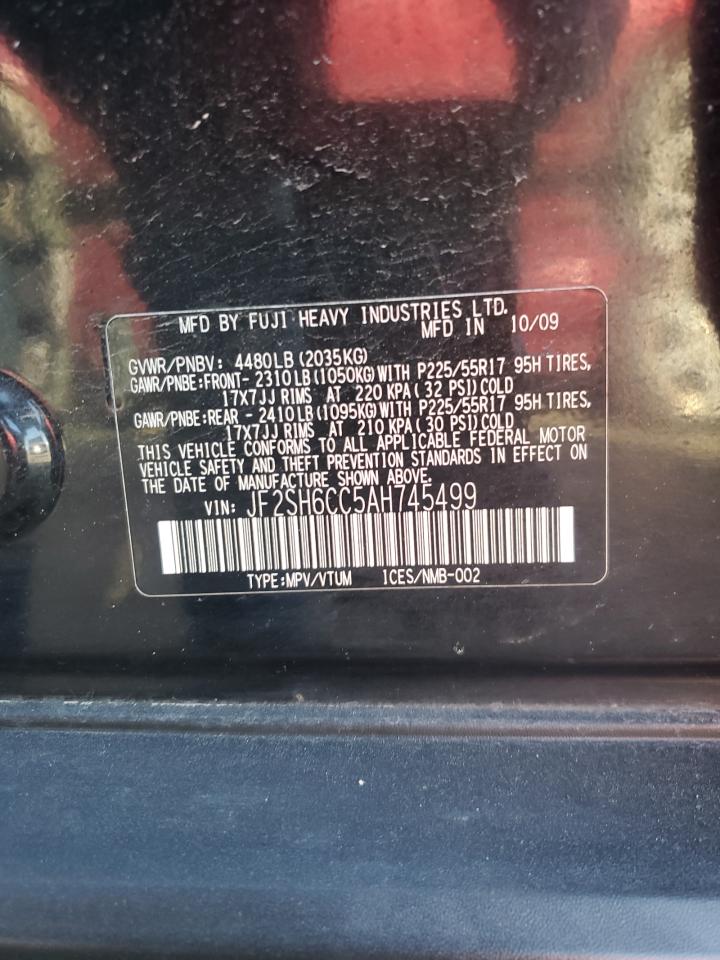 MFD BY FUJI HEAVY INDUSTRIES LTD.
MFD IN 10/09
GVWR/PNBV: 4480LB (2035KG)
GAWR/PNBE:FRONT- 2310LB(1050KG)WITH P225/55R17 95H TIRES,
17X7JJ RIMS AT 220 KPA(32 PSI)COLD
GAWR/PNBE:REAR - 2410LB(1095KG)WITH P225/55R17 95H TIRES,
17X7JJ RIMS AT 210 KPA(30 PSI)COLD
THIS VEHICLE CONFORMS TO ALL APPLICABLE FEDERAL MOTOR
VEHICLE SAFETY AND THEFT PREVENTION STANDARDS IN EFFECT ON
THE DATE OF MANUFACTURE SHOWN ABOVE.
VIN: JF2SH6CC5AH745499
TYPE:MPV/VTUM 1CES/NMB-002